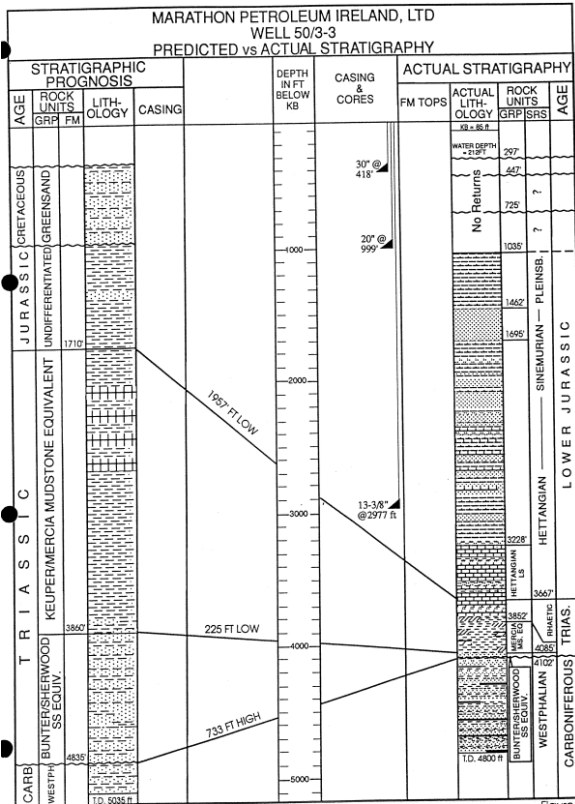 MARATHON PETROLEUM IRELAND, LTD
WELL 50/3-3
PREDICTED vs ACTUAL STRATIGRAPHY
STRATIGRAPHIC PROGNOSIS
AGE
ROCK UNITS
GRP
FM
LITH-OLOGY
CASING
DEPTH IN FT BELOW KB
CASING & CORES
ACTUAL STRATIGRAPHY
FM TOPS
ACTUAL LITH-OLOGY
ROCK UNITS
GRP
SRS
AGE
KB = 85 ft
WATER DEPTH = 212FT
297'
447'
725'
1035'
No Returns
?
?
30" @ 418'
20" @ 999'
13-3/8" @2977 ft
1000
2000
3000
4000
5000
CRETACEOUS
GREENSAND
JURASSIC
UNDIFFERENTIATED
1710'
TRIASSIC
KEUPER/MERCIA MUDSTONE EQUIVALENT
3860'
BUNTER/SHERWOOD SS EQUIV.
4835'
CARB
WESTPH
T.D. 5035 ft
1957' FT LOW
225 FT LOW
733 FT HIGH
1462'
1695'
3228'
HETTANGIAN LS
3667'
3852'
MERCIA MS. EQ
RHAETIC
4085'
4102'
BUNTER/SHERWOOD SS EQUIV.
T.D. 4800 ft
HETTANGIAN — SINEMURIAN — PLEINSB.
WESTPHALIAN
LOWER JURASSIC
TRIAS.
CARBONIFEROUS